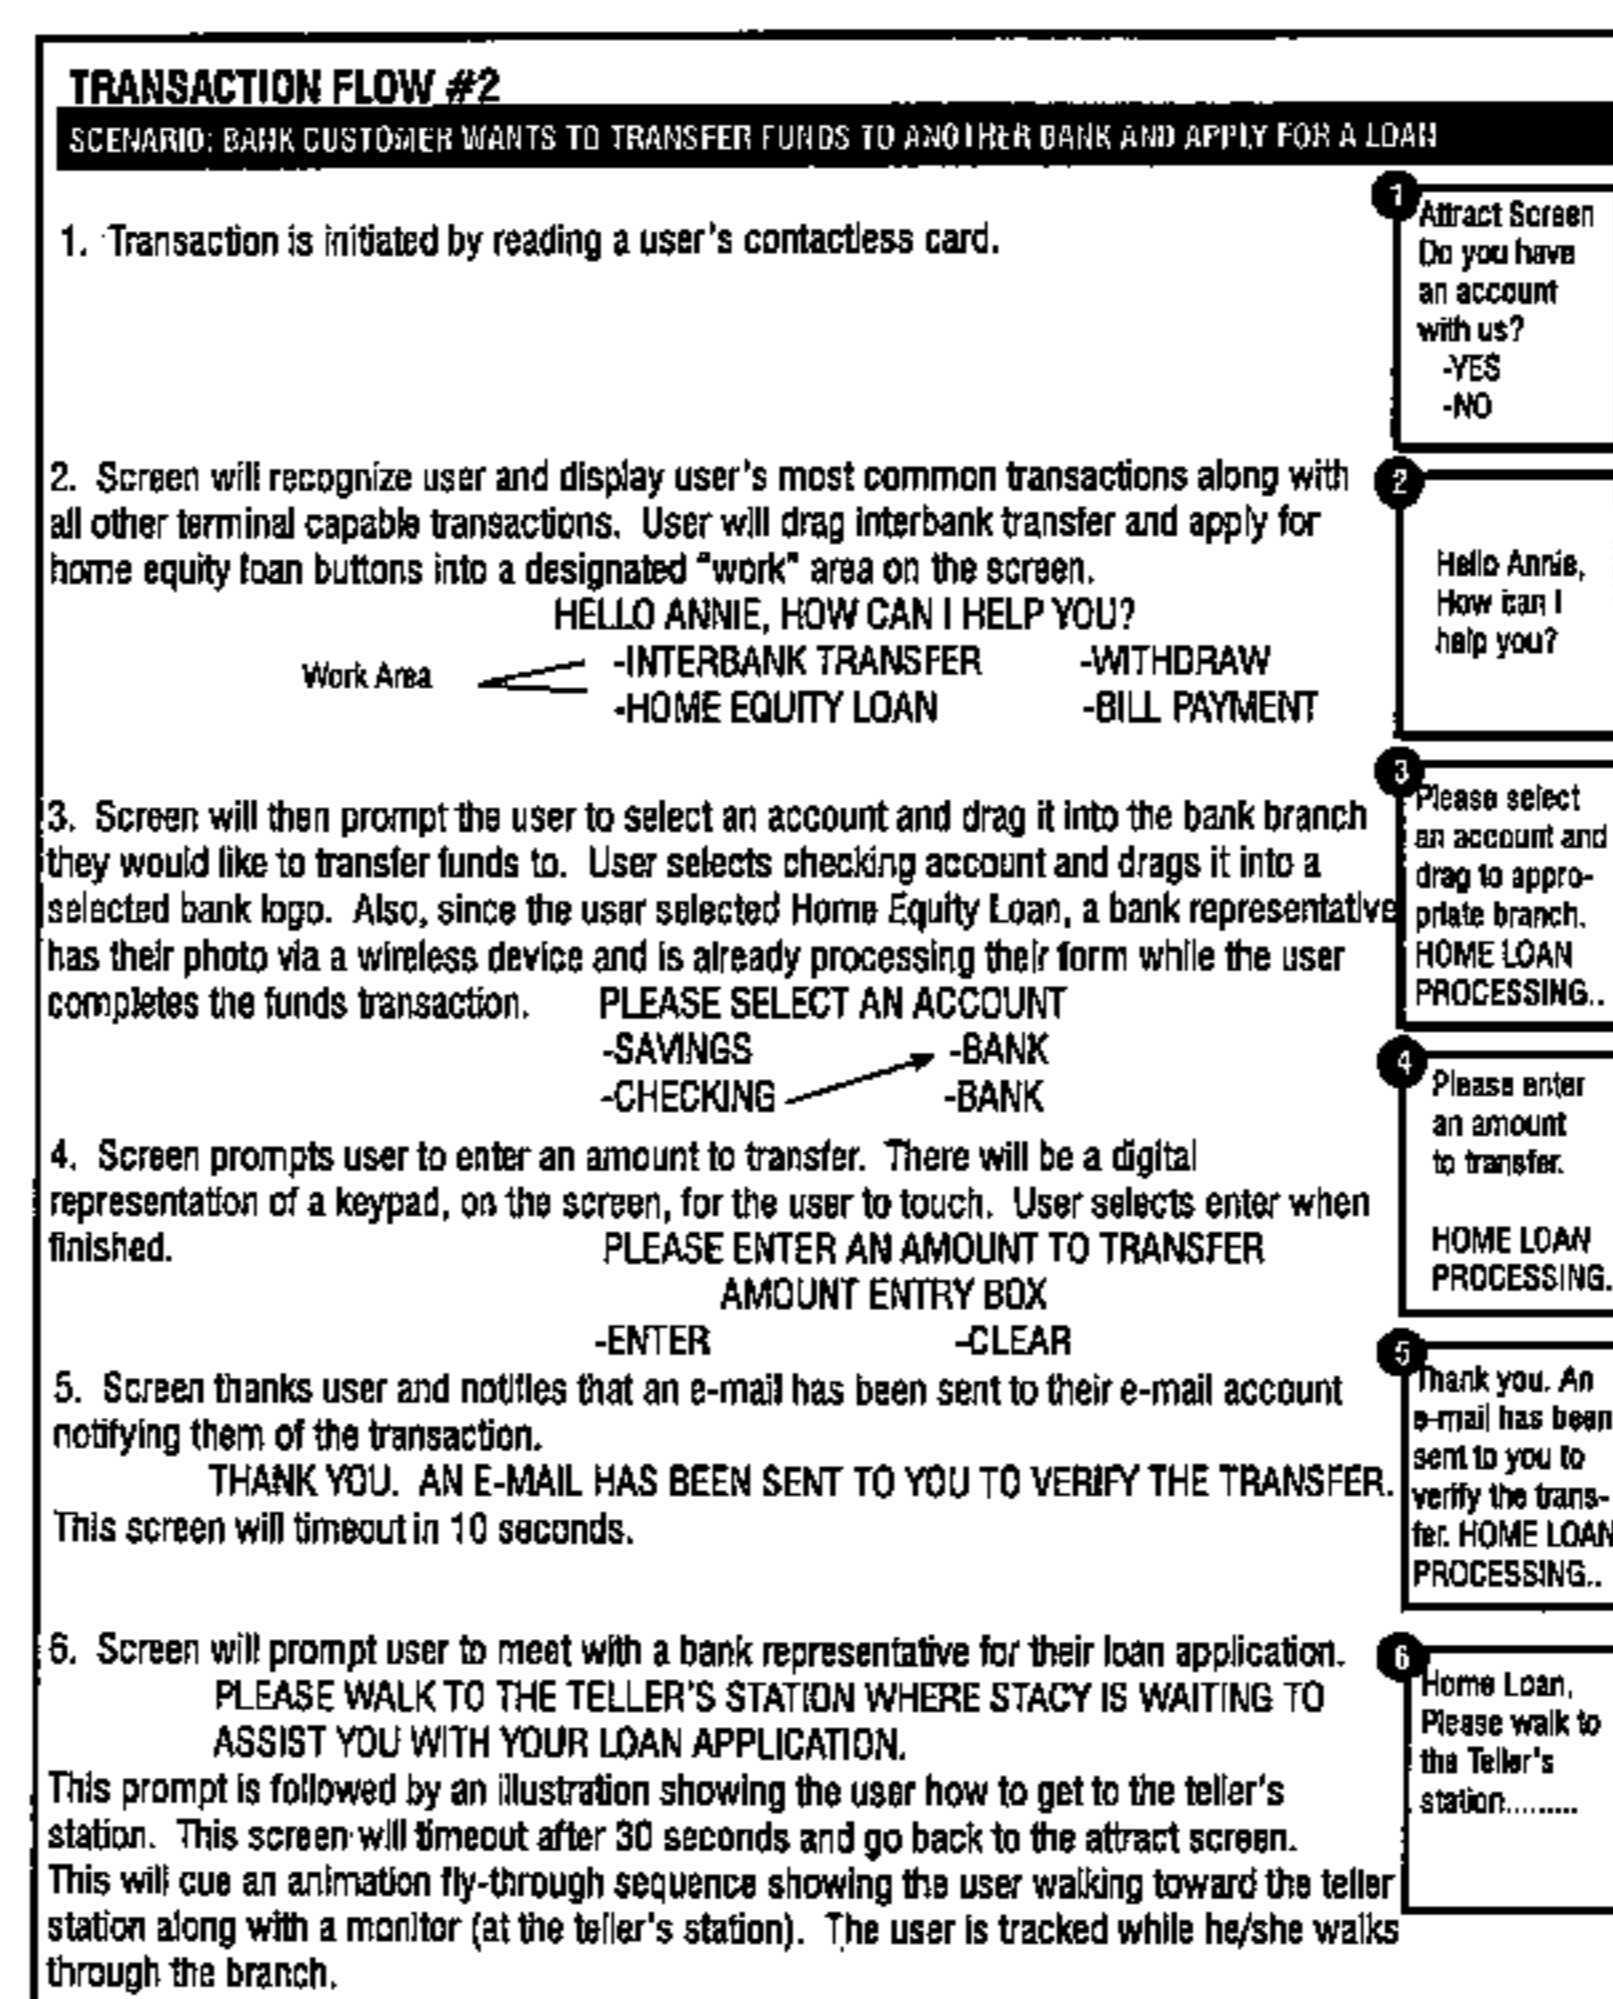 TRANSACTION FLOW #2
SCENARIO: BANK CUSTOMER WANTS TO TRANSFER FUNDS TO ANOTHER BANK AND APPLY FOR A LOAN
1. Transaction is initiated by reading a user's contactless card.
1
Attract Screen
Do you have
an account
with us?
-YES
-NO
2. Screen will recognize user and display user's most common transactions along with
all other terminal capable transactions. User will drag interbank transfer and apply for
home equity loan buttons into a designated "work" area on the screen.
HELLO ANNIE, HOW CAN I HELP YOU?
Work Area
-INTERBANK TRANSFER -WITHDRAW
-HOME EQUITY LOAN -BILL PAYMENT
2
Hello Annie,
How can I
help you?
3. Screen will then prompt the user to select an account and drag it into the bank branch
they would like to transfer funds to. User selects checking account and drags it into a
selected bank logo. Also, since the user selected Home Equity Loan, a bank representative
has their photo via a wireless device and is already processing their form while the user
completes the funds transaction. PLEASE SELECT AN ACCOUNT
-SAVINGS -BANK
-CHECKING -BANK
3
Please select
an account and
drag to appro-
priate branch.
HOME LOAN
PROCESSING..
4. Screen prompts user to enter an amount to transfer. There will be a digital
representation of a keypad, on the screen, for the user to touch. User selects enter when
finished. PLEASE ENTER AN AMOUNT TO TRANSFER
AMOUNT ENTRY BOX
-ENTER -CLEAR
4
Please enter
an amount
to transfer.
HOME LOAN
PROCESSING.
5. Screen thanks user and notifies that an e-mail has been sent to their e-mail account
notifying them of the transaction.
THANK YOU. AN E-MAIL HAS BEEN SENT TO YOU TO VERIFY THE TRANSFER.
This screen will timeout in 10 seconds.
5
Thank you. An
e-mail has been
sent to you to
verify the trans-
fer. HOME LOAN
PROCESSING..
6. Screen will prompt user to meet with a bank representative for their loan application.
PLEASE WALK TO THE TELLER'S STATION WHERE STACY IS WAITING TO
ASSIST YOU WITH YOUR LOAN APPLICATION.
This prompt is followed by an illustration showing the user how to get to the teller's
station. This screen will timeout after 30 seconds and go back to the attract screen.
This will cue an animation fly-through sequence showing the user walking toward the teller
station along with a monitor (at the teller's station). The user is tracked while he/she walks
through the branch.
6
Home Loan,
Please walk to
the Teller's
station.........